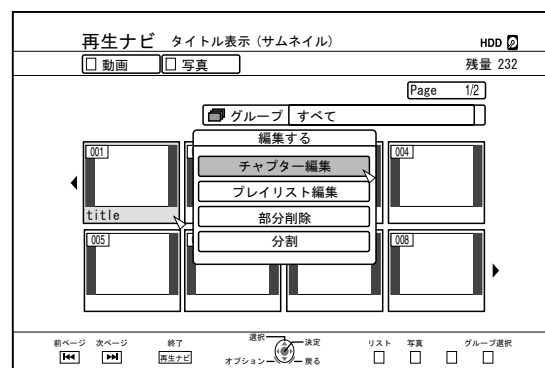 再生ナビ タイトル表示（サムネイル） HDD
動画 写真 残量 232
Page 1/2
グループ すべて
編集する
チャプター編集
プレイリスト編集
部分削除
分割
001 004
title
005 008
前ページ 次ページ 終了 選択 決定 リスト 写真 グループ選択
再生ナビ オプション 戻る